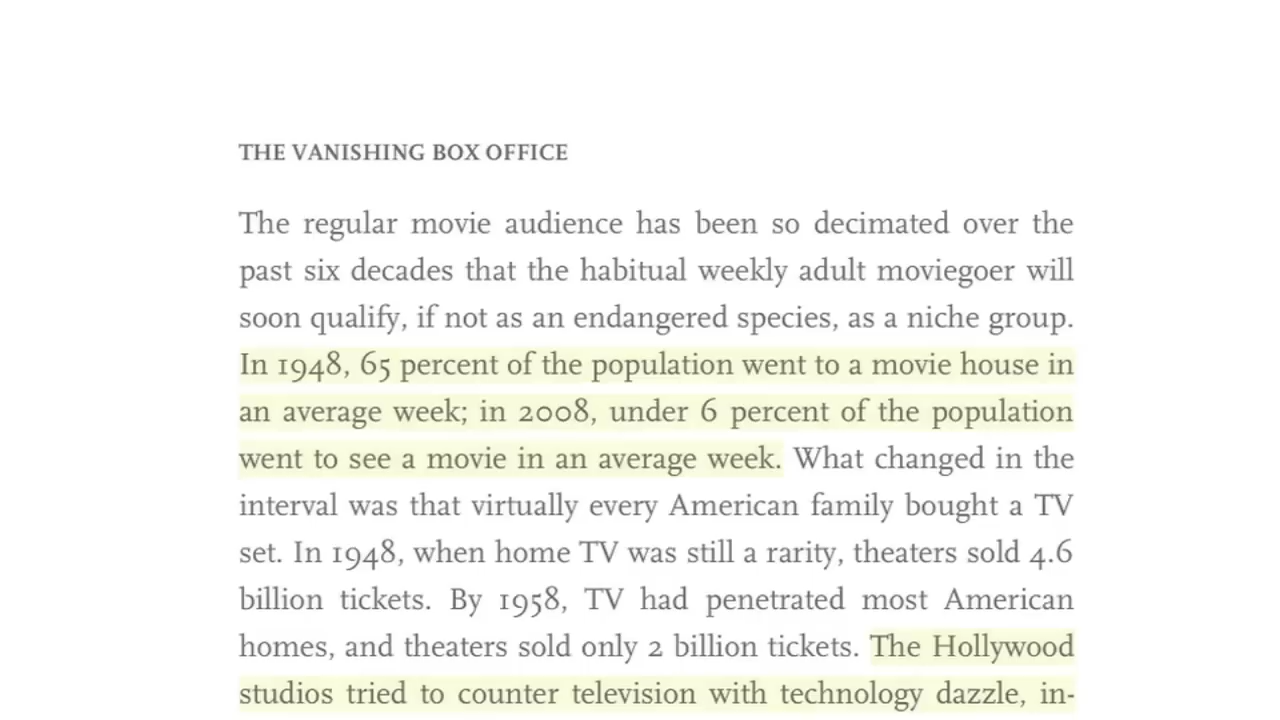 THE VANISHING BOX OFFICE
The regular movie audience has been so decimated over the
past six decades that the habitual weekly adult moviegoer will
soon qualify, if not as an endangered species, as a niche group.
In 1948, 65 percent of the population went to a movie house in
an average week; in 2008, under 6 percent of the population
went to see a movie in an average week. What changed in the
interval was that virtually every American family bought a TV
set. In 1948, when home TV was still a rarity, theaters sold 4.6
billion tickets. By 1958, TV had penetrated most American
homes, and theaters sold only 2 billion tickets. The Hollywood
studios tried to counter television with technology dazzle, in-